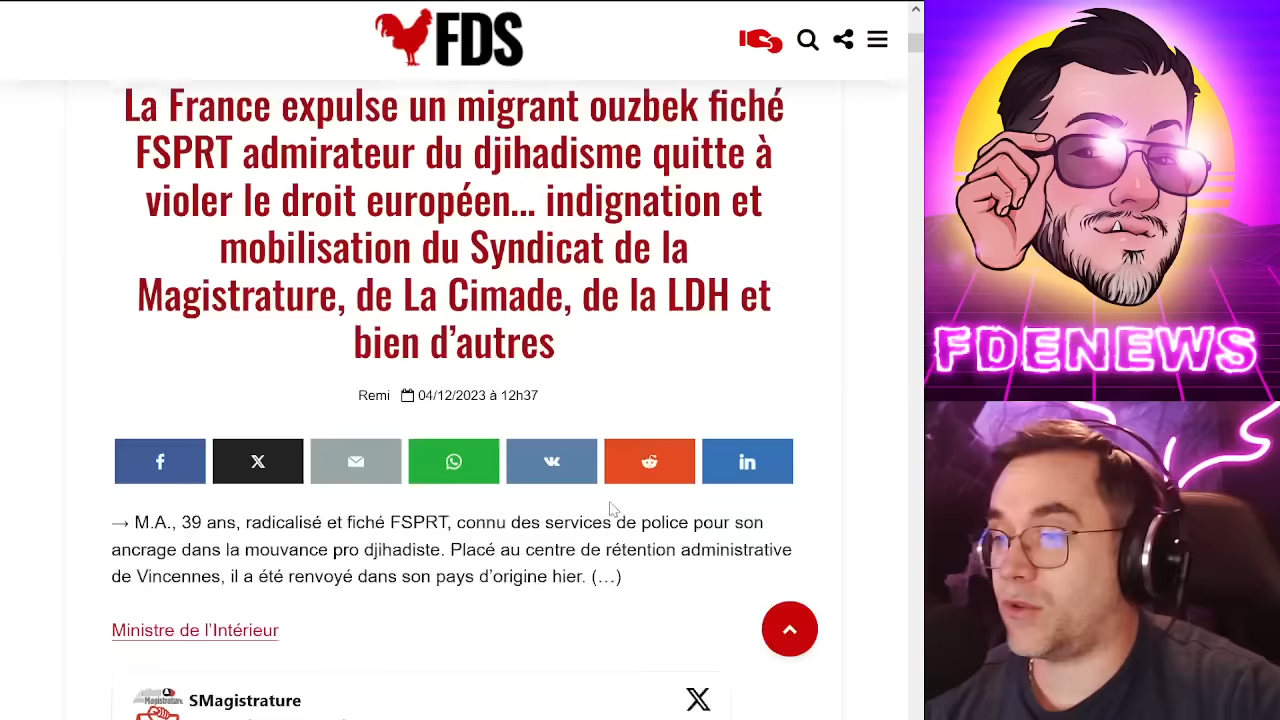 FDS
La France expulse un migrant ouzbek fiché
FSPRT admirateur du djihadisme quitte à
violer le droit européen... indignation et
mobilisation du Syndicat de la
Magistrature, de La Cimade, de la LDH et
bien d'autres
Remi 04/12/2023 à 12h37
→ M.A., 39 ans, radicalisé et fiché FSPRT, connu des services de police pour son
ancrage dans la mouvance pro djihadiste. Placé au centre de rétention administrative
de Vincennes, il a été renvoyé dans son pays d'origine hier. (…)
Ministre de l'Intérieur
SMagistrature
FDENEWS